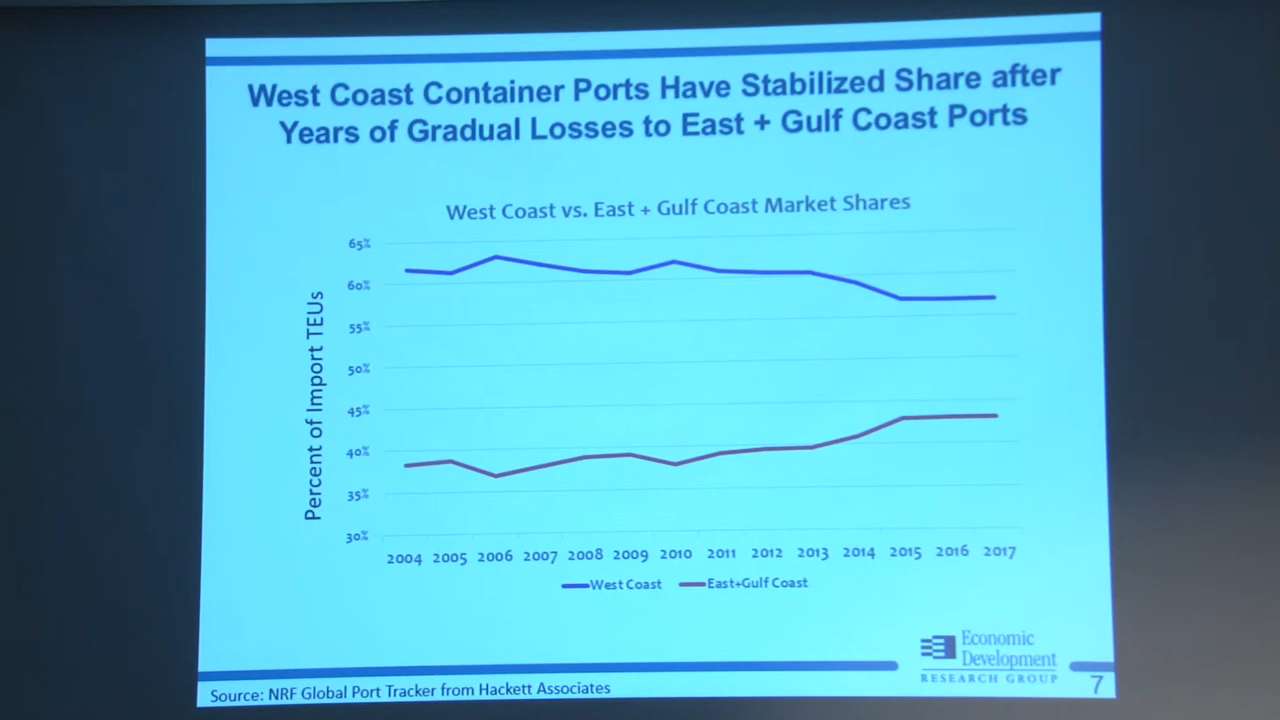 West Coast Container Ports Have Stabilized Share after
Years of Gradual Losses to East + Gulf Coast Ports
West Coast vs. East + Gulf Coast Market Shares
Percent of Import TEUs
65%
60%
55%
50%
45%
40%
35%
30%
2004 2005 2006 2007 2008 2009 2010 2011 2012 2013 2014 2015 2016 2017
West Coast East+Gulf Coast
Economic
Development
RESEARCH GROUP
Source: NRF Global Port Tracker from Hackett Associates
7